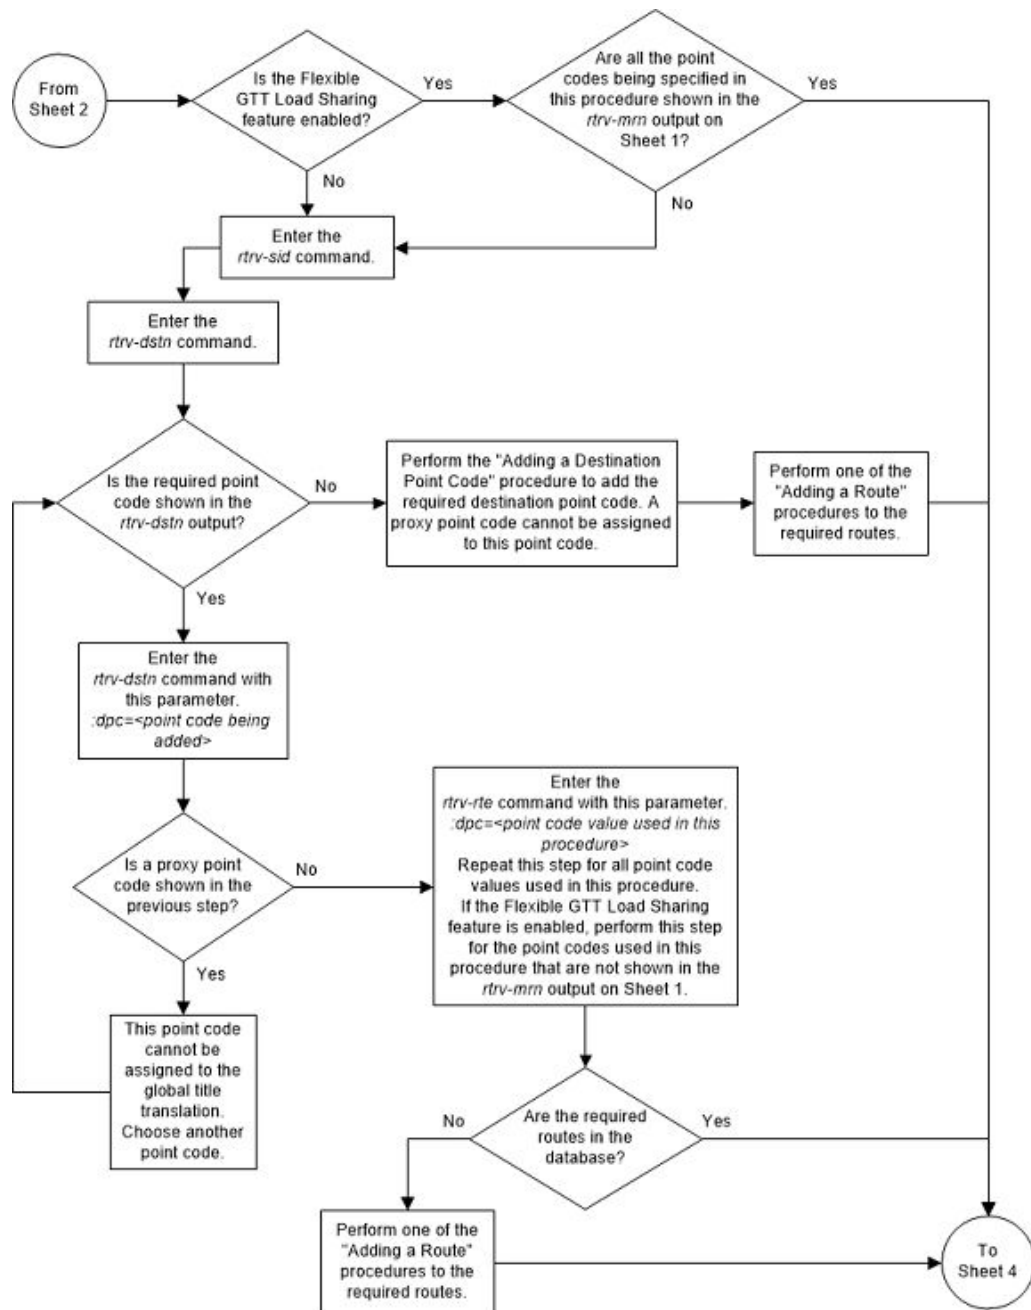 From
Sheet 2
Is the Flexible
GTT Load Sharing
feature enabled?
Yes
Are all the point
codes being specified in
this procedure shown in the
rtrv-mrn output on
Sheet 1?
Yes
No
No
Enter the
rtrv-sid command.
Enter the
rtrv-dstn command.
Is the required point
code shown in the
rtrv-dstn output?
No
Perform the "Adding a Destination
Point Code" procedure to add the
required destination point code. A
proxy point code cannot be assigned
to this point code.
Perform one of the
"Adding a Route"
procedures to the
required routes.
Yes
Enter the
rtrv-dstn command with
this parameter.
:dpc=<point code being
added>
Is a proxy point
code shown in the
previous step?
No
Enter the
rtrv-rte command with this parameter.
:dpc=<point code value used in this
procedure>
Repeat this step for all point code
values used in this procedure.
If the Flexible GTT Load Sharing
feature is enabled, perform this step
for the point codes used in this
procedure that are not shown in the
rtrv-mrn output on Sheet 1.
Yes
This point code
cannot be
assigned to the
global title
translation.
Choose another
point code.
No
Are the required
routes in the
database?
Yes
Perform one of the
"Adding a Route"
procedures to the
required routes.
To
Sheet 4